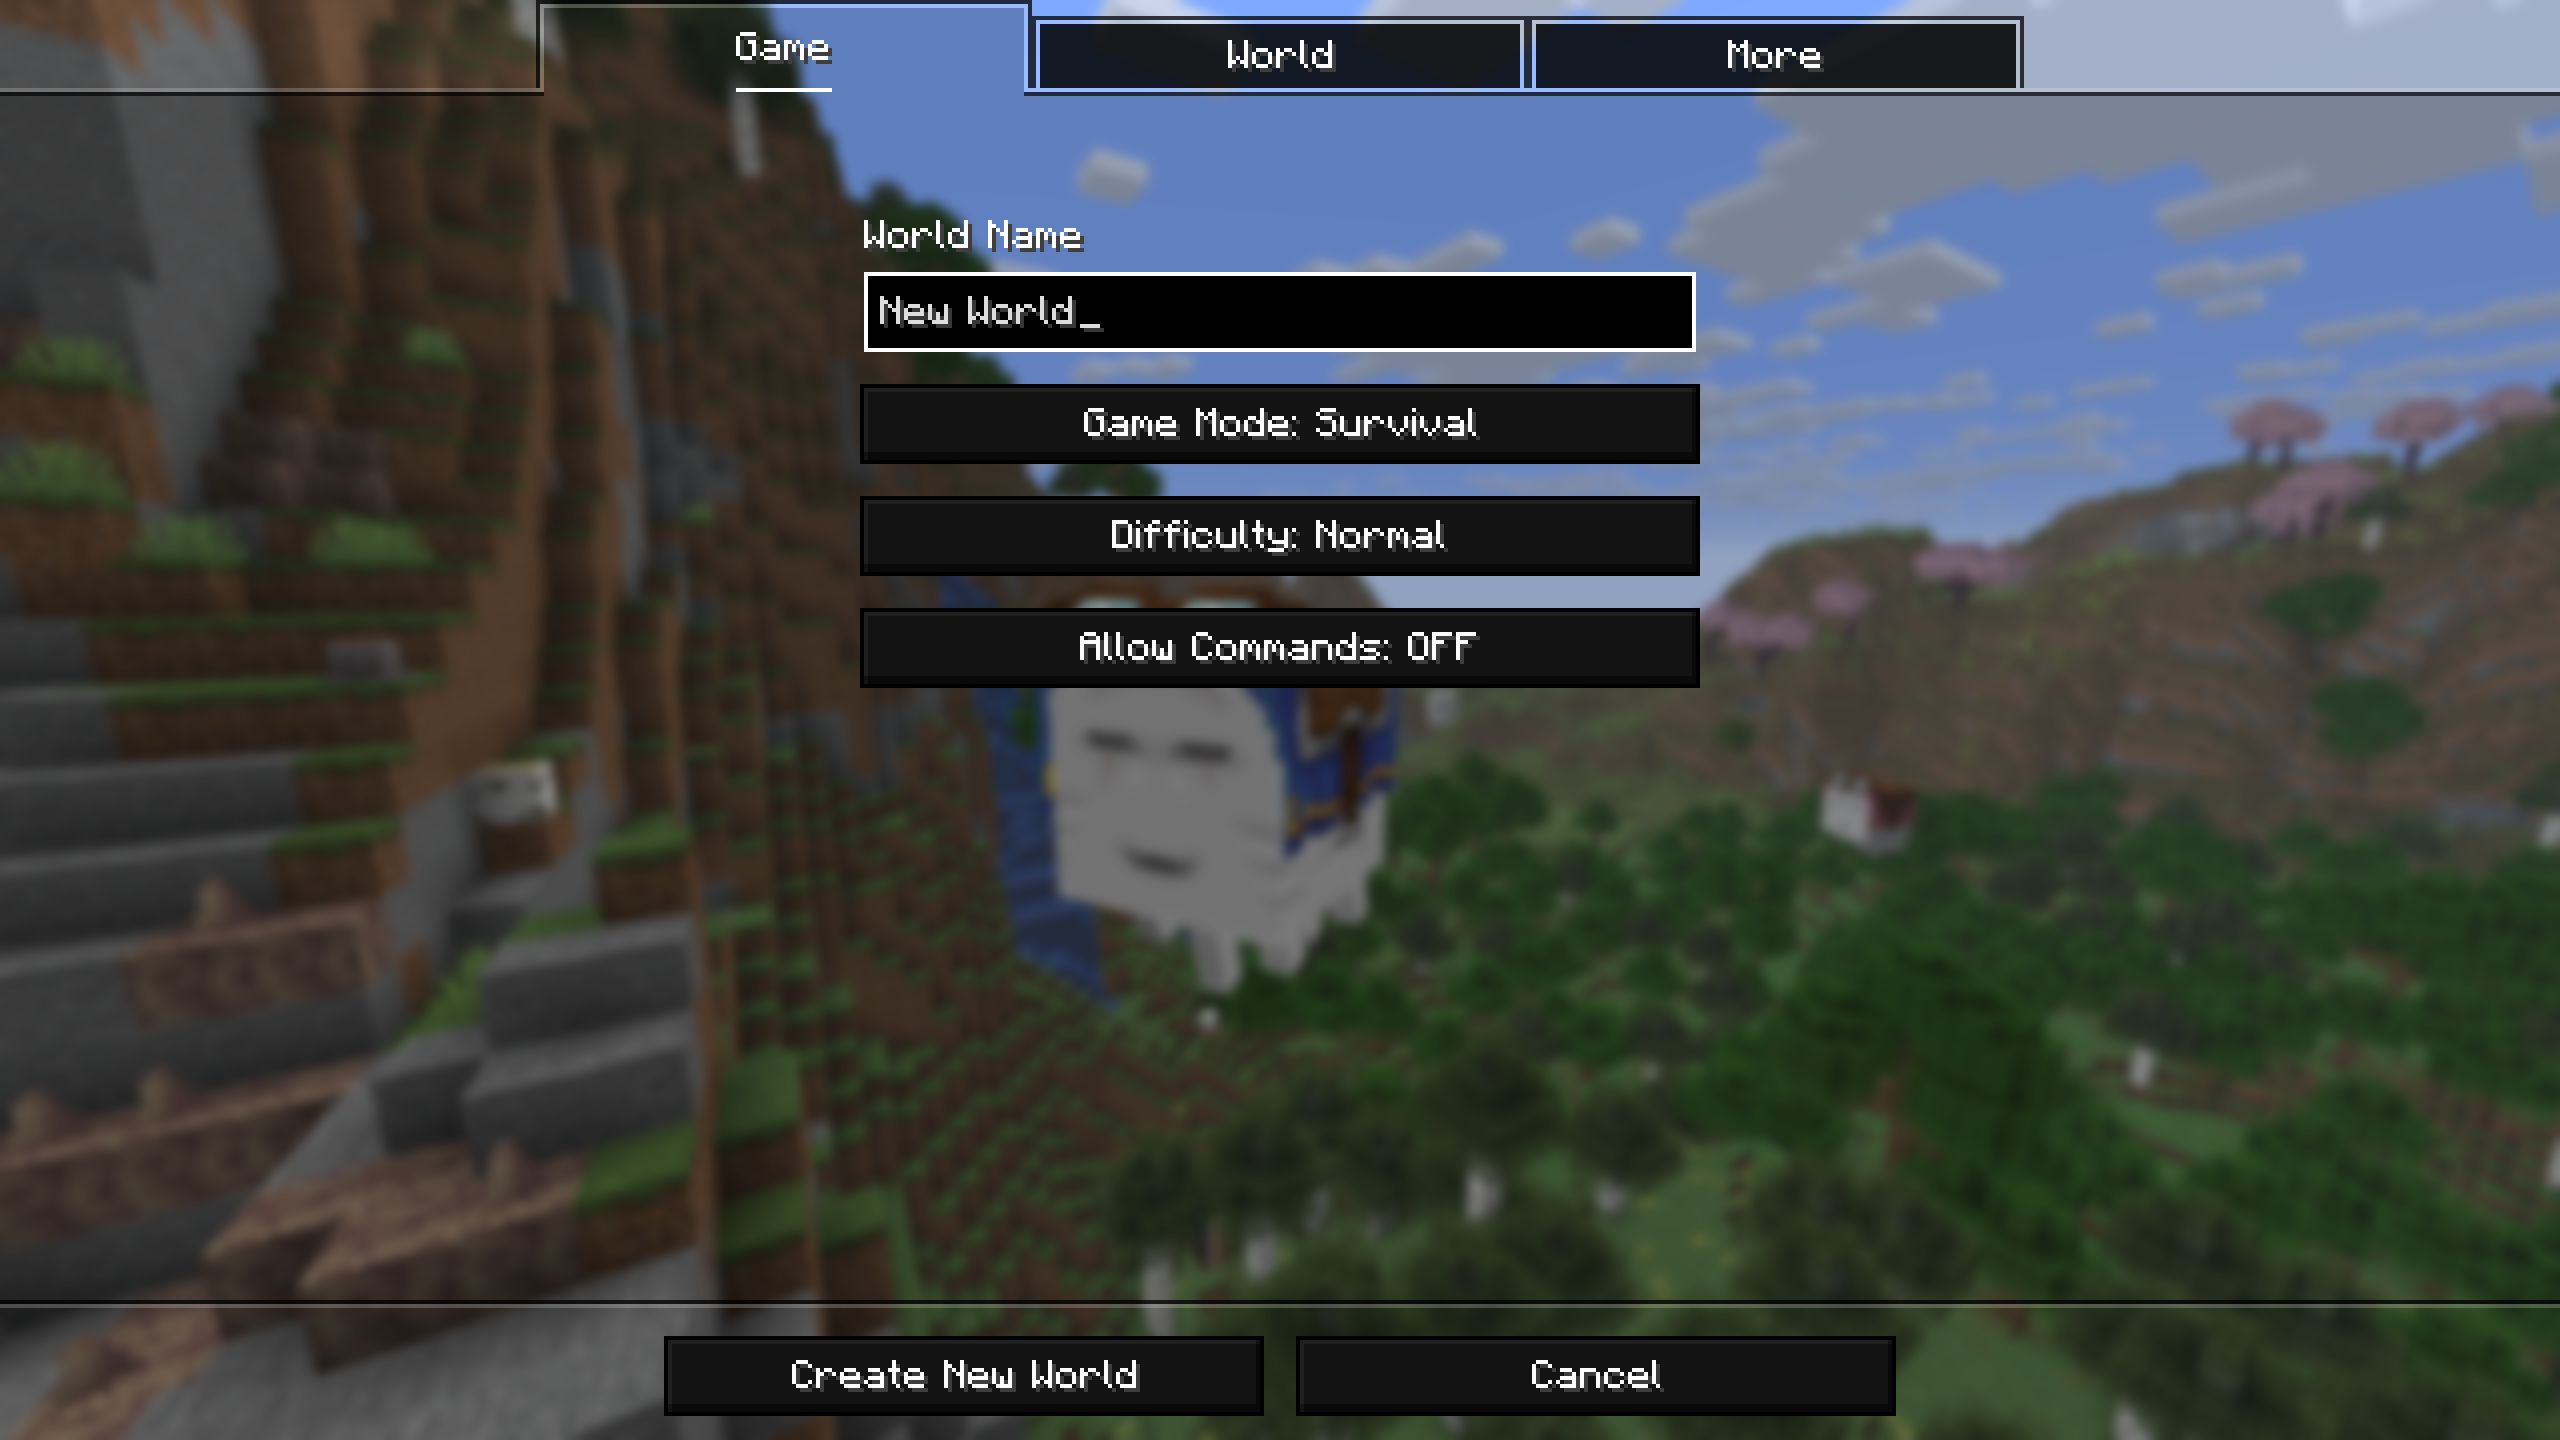 Game
World
More
World Name
New World_
Game Mode: Survival
Difficulty: Normal
Allow Commands: OFF
Create New World
Cancel